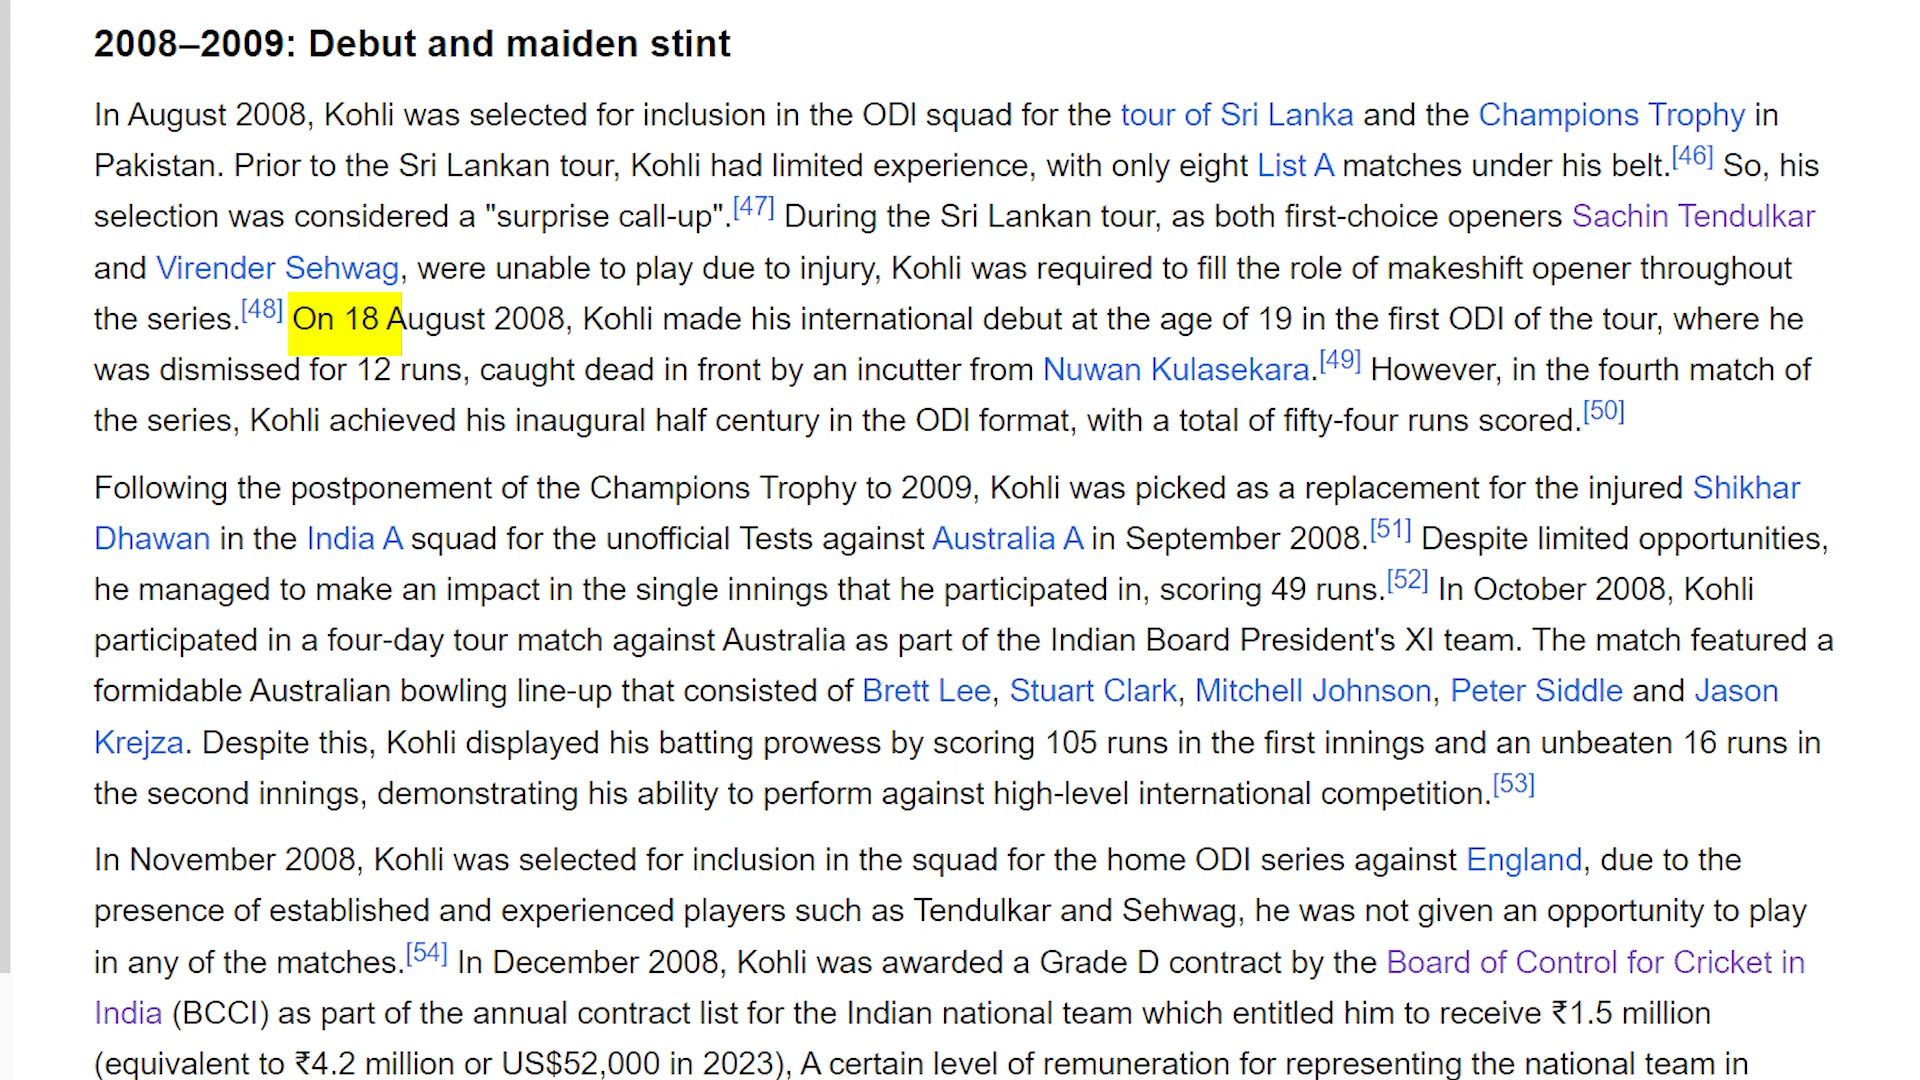 2008–2009: Debut and maiden stint
In August 2008, Kohli was selected for inclusion in the ODI squad for the tour of Sri Lanka and the Champions Trophy in
Pakistan. Prior to the Sri Lankan tour, Kohli had limited experience, with only eight List A matches under his belt.[46] So, his
selection was considered a "surprise call-up".[47] During the Sri Lankan tour, as both first-choice openers Sachin Tendulkar
and Virender Sehwag, were unable to play due to injury, Kohli was required to fill the role of makeshift opener throughout
the series.[48] On 18 August 2008, Kohli made his international debut at the age of 19 in the first ODI of the tour, where he
was dismissed for 12 runs, caught dead in front by an incutter from Nuwan Kulasekara.[49] However, in the fourth match of
the series, Kohli achieved his inaugural half century in the ODI format, with a total of fifty-four runs scored.[50]
Following the postponement of the Champions Trophy to 2009, Kohli was picked as a replacement for the injured Shikhar
Dhawan in the India A squad for the unofficial Tests against Australia A in September 2008.[51] Despite limited opportunities,
he managed to make an impact in the single innings that he participated in, scoring 49 runs.[52] In October 2008, Kohli
participated in a four-day tour match against Australia as part of the Indian Board President's XI team. The match featured a
formidable Australian bowling line-up that consisted of Brett Lee, Stuart Clark, Mitchell Johnson, Peter Siddle and Jason
Krejza. Despite this, Kohli displayed his batting prowess by scoring 105 runs in the first innings and an unbeaten 16 runs in
the second innings, demonstrating his ability to perform against high-level international competition.[53]
In November 2008, Kohli was selected for inclusion in the squad for the home ODI series against England, due to the
presence of established and experienced players such as Tendulkar and Sehwag, he was not given an opportunity to play
in any of the matches.[54] In December 2008, Kohli was awarded a Grade D contract by the Board of Control for Cricket in
India (BCCI) as part of the annual contract list for the Indian national team which entitled him to receive ₹1.5 million
(equivalent to ₹4.2 million or US$52,000 in 2023), A certain level of remuneration for representing the national team in